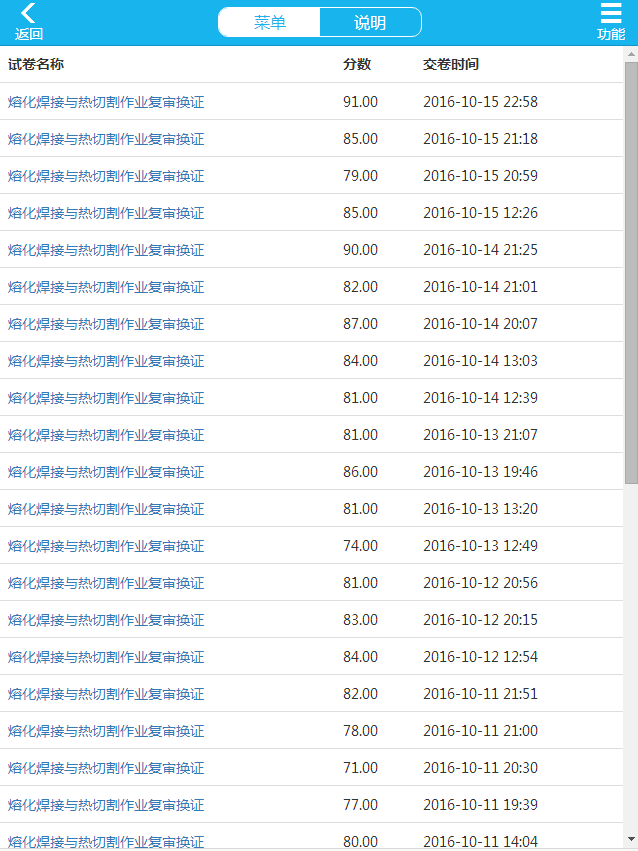 返回 菜单 说明 功能
试卷名称 分数 交卷时间
熔化焊接与热切割作业复审换证 91.00 2016-10-15 22:58
熔化焊接与热切割作业复审换证 85.00 2016-10-15 21:18
熔化焊接与热切割作业复审换证 79.00 2016-10-15 20:59
熔化焊接与热切割作业复审换证 85.00 2016-10-15 12:26
熔化焊接与热切割作业复审换证 90.00 2016-10-14 21:25
熔化焊接与热切割作业复审换证 82.00 2016-10-14 21:01
熔化焊接与热切割作业复审换证 87.00 2016-10-14 20:07
熔化焊接与热切割作业复审换证 84.00 2016-10-14 13:03
熔化焊接与热切割作业复审换证 81.00 2016-10-14 12:39
熔化焊接与热切割作业复审换证 81.00 2016-10-13 21:07
熔化焊接与热切割作业复审换证 86.00 2016-10-13 19:46
熔化焊接与热切割作业复审换证 81.00 2016-10-13 13:20
熔化焊接与热切割作业复审换证 74.00 2016-10-13 12:49
熔化焊接与热切割作业复审换证 81.00 2016-10-12 20:56
熔化焊接与热切割作业复审换证 83.00 2016-10-12 20:15
熔化焊接与热切割作业复审换证 84.00 2016-10-12 12:54
熔化焊接与热切割作业复审换证 82.00 2016-10-11 21:51
熔化焊接与热切割作业复审换证 78.00 2016-10-11 21:00
熔化焊接与热切割作业复审换证 71.00 2016-10-11 20:30
熔化焊接与热切割作业复审换证 77.00 2016-10-11 19:39
熔化焊接与热切割作业复审换证 80.00 2016-10-11 14:04